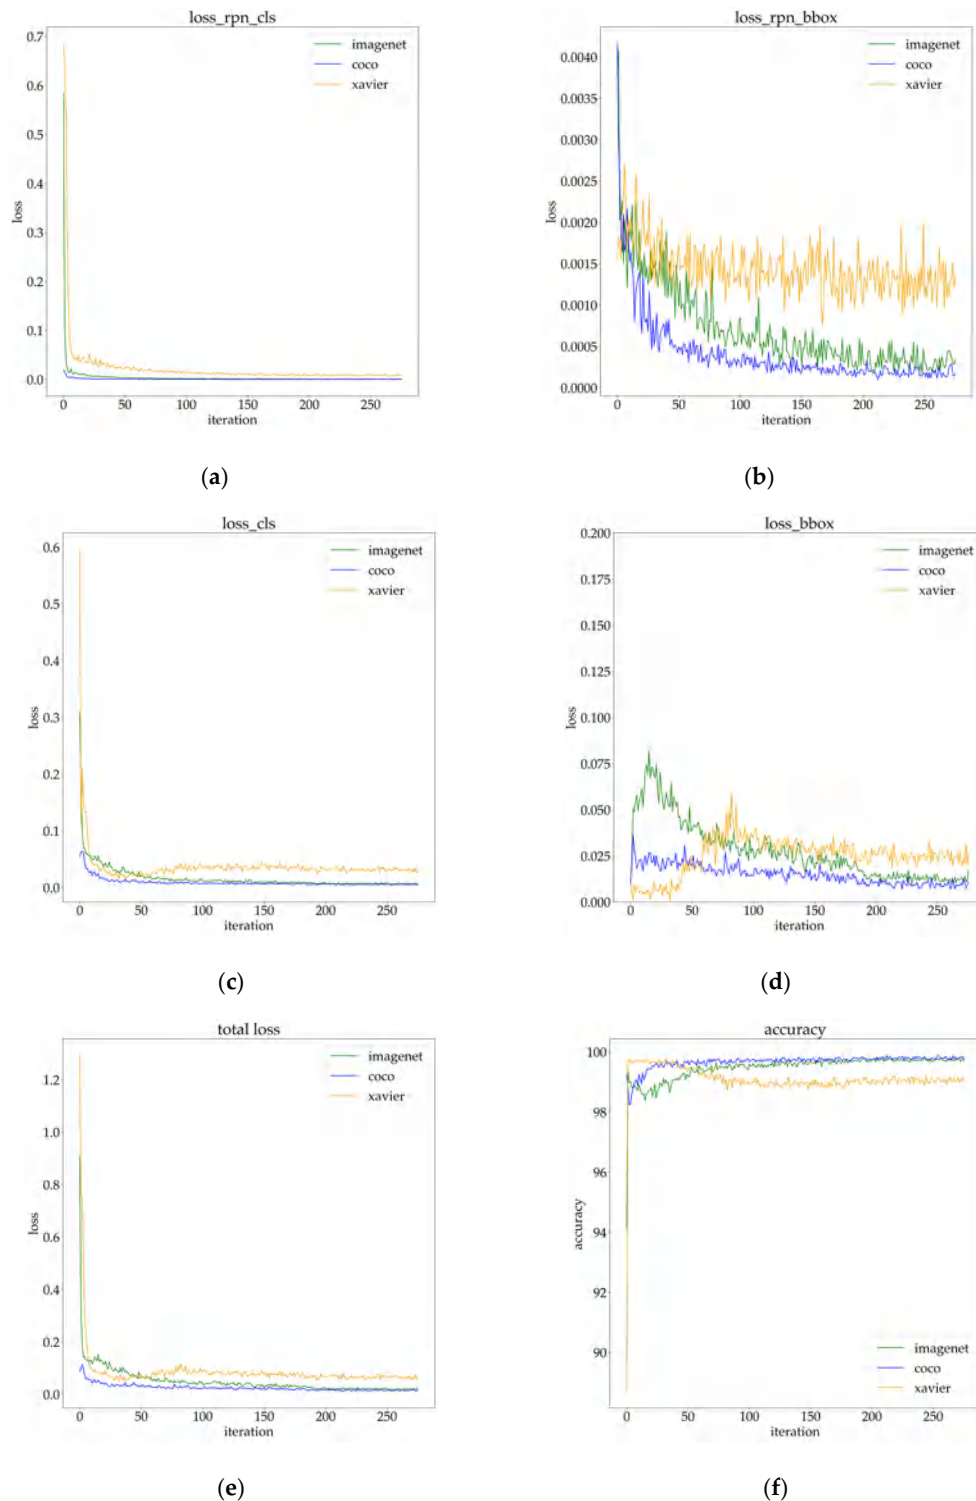 loss_rpn_cls
0.7
0.6
0.5
0.4
0.3
0.2
0.1
0.0
loss
imagenet
coco
xavier
0 50 100 150 200 250
iteration
(a)
loss_rpn_bbox
0.0040
0.0035
0.0030
0.0025
0.0020
0.0015
0.0010
0.0005
0.0000
loss
imagenet
coco
xavier
0 50 100 150 200 250
iteration
(b)
loss_cls
0.6
0.5
0.4
0.3
0.2
0.1
0.0
loss
imagenet
coco
xavier
0 50 100 150 200 250
iteration
(c)
loss_bbox
0.200
0.175
0.150
0.125
0.100
0.075
0.050
0.025
0.000
loss
imagenet
coco
xavier
0 50 100 150 200 250
iteration
(d)
total loss
1.2
1.0
0.8
0.6
0.4
0.2
0.0
loss
imagenet
coco
xavier
0 50 100 150 200 250
iteration
(e)
accuracy
100
98
96
94
92
90
accuracy
imagenet
coco
xavier
0 50 100 150 200 250
iteration
(f)